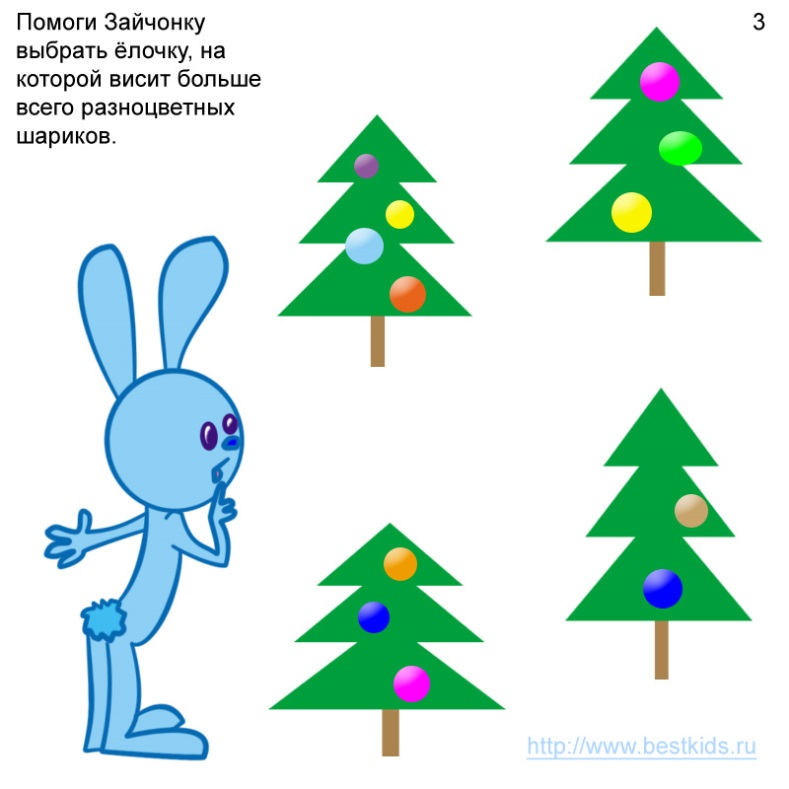 Помоги Зайчонку
выбрать ёлочку, на
которой висит больше
всего разноцветных
шариков.
3
http://www.bestkids.ru